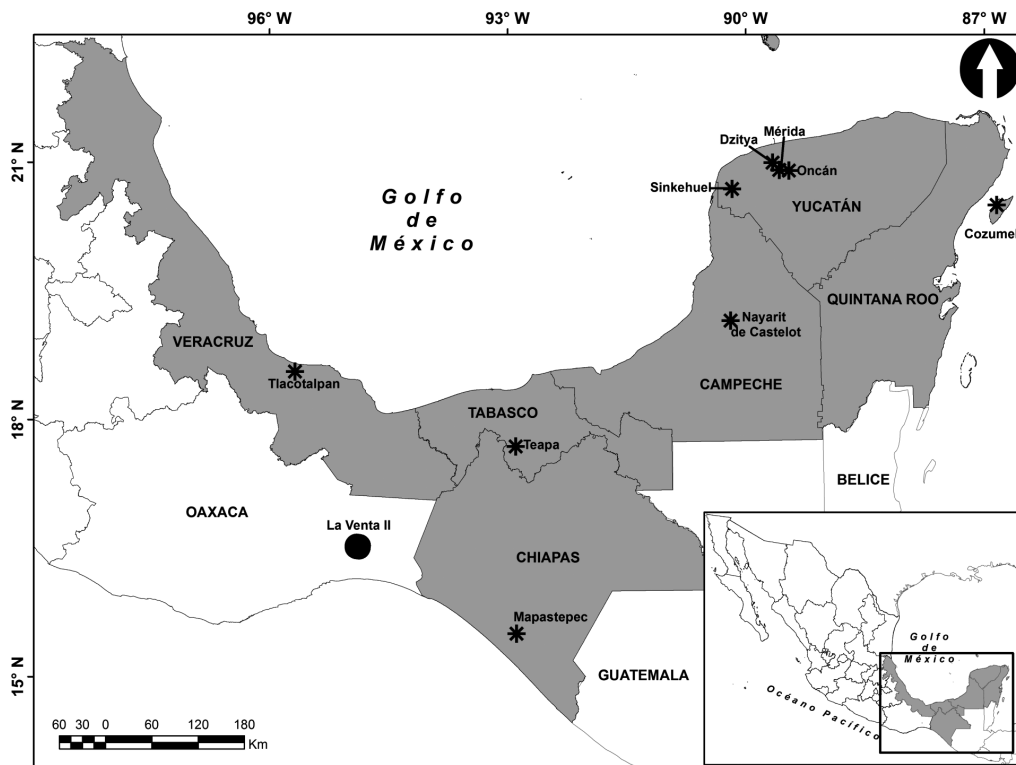 96° W
93° W
90° W
87° W
21° N
18° N
15° N
Golfo
de
México
Dzitya
Mérida
Oncán
Sinkehuel
YUCATÁN
Cozumel
QUINTANA ROO
Nayarit
de Castelot
CAMPECHE
VERACRUZ
Tlacotalpan
TABASCO
Teapa
BELICE
OAXACA
La Venta II
CHIAPAS
Mapastepec
GUATEMALA
60 30 0 60 120 180
Km
Golfo
de
México
Océano Pacífico